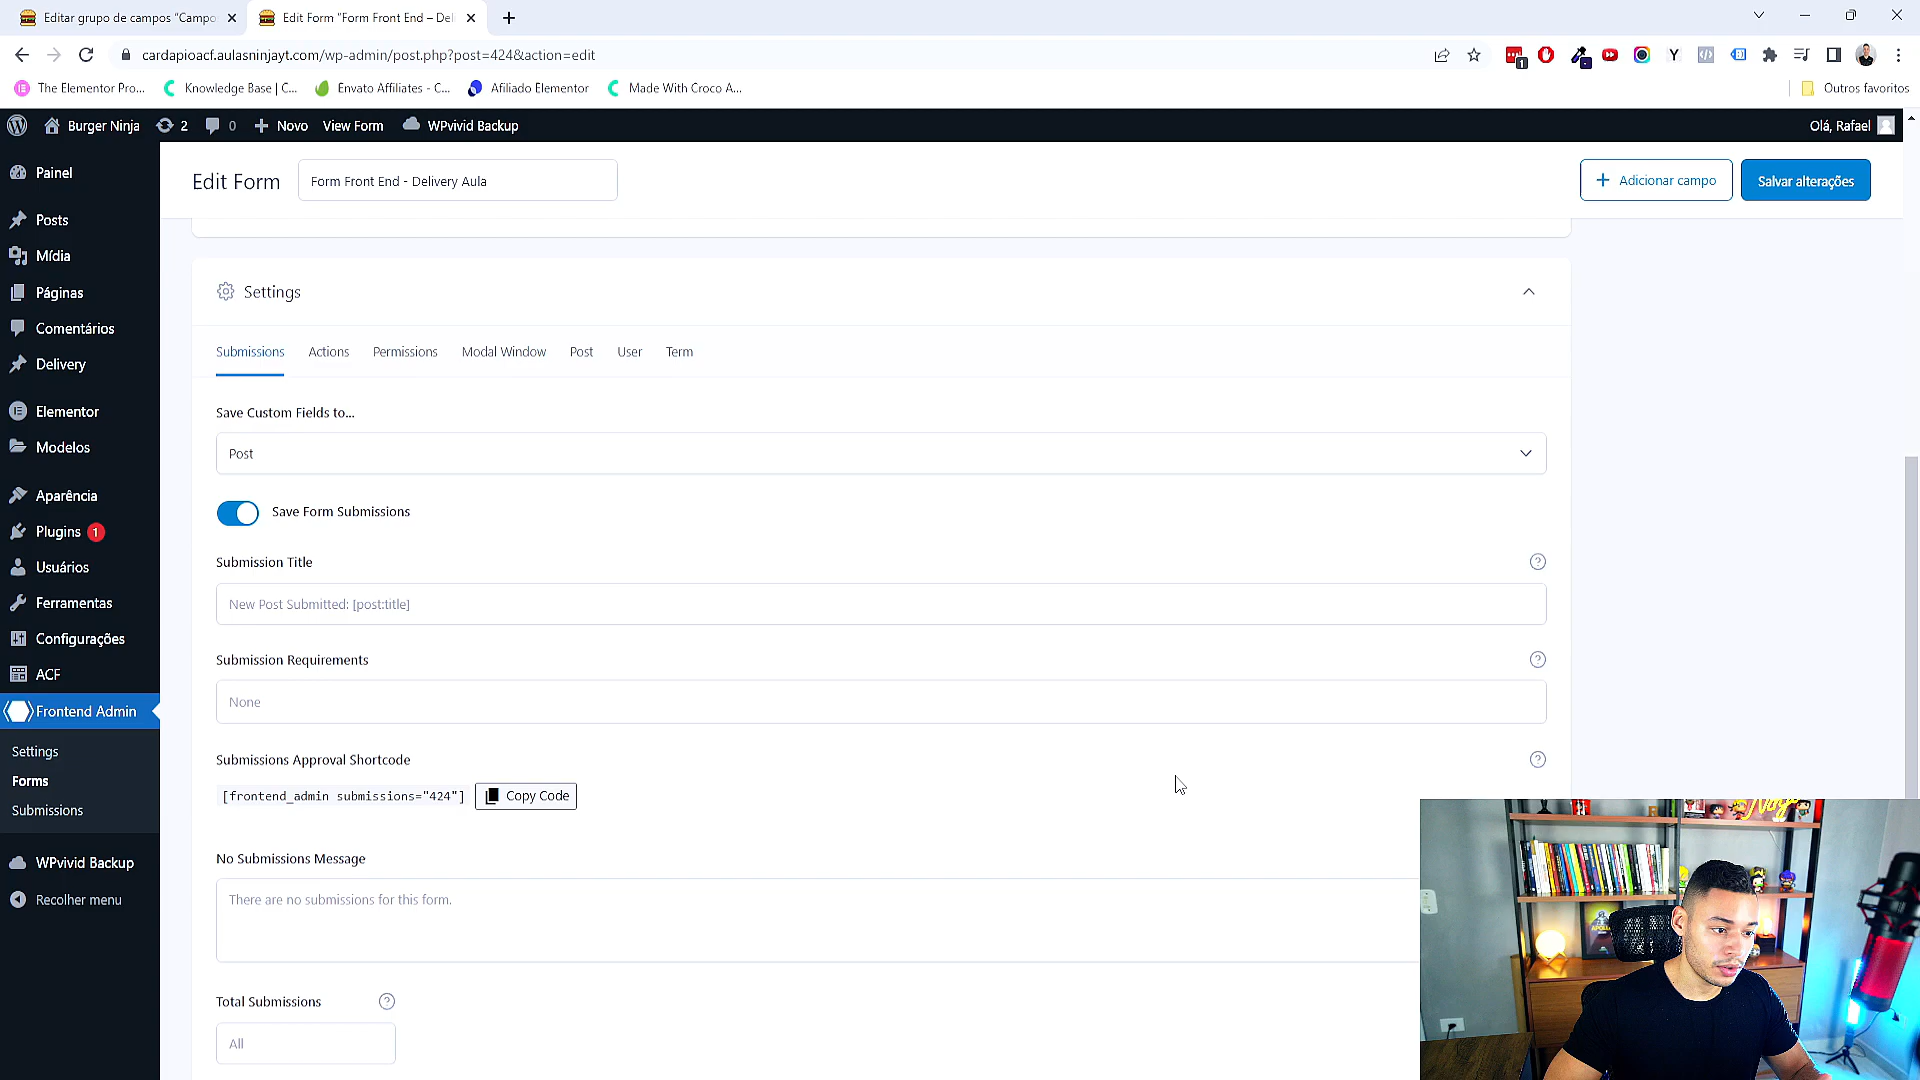 Editar grupo de campos "Campo
Edit Form "Form Front End – Del
cardapioacf.aulasninjayt.com/wp-admin/post.php?post=424&action=edit
The Elementor Pro...
Knowledge Base | C...
Envato Affiliates - C...
Afiliado Elementor
Made With Croco A...
Outros favoritos
Burger Ninja
2
0
Novo
View Form
WPvivid Backup
Olá, Rafael
Painel
Posts
Mídia
Páginas
Comentários
Delivery
Elementor
Modelos
Aparência
Plugins 1
Usuários
Ferramentas
Configurações
ACF
Frontend Admin
Settings
Forms
Submissions
WPvivid Backup
Recolher menu
Edit Form
Form Front End - Delivery Aula
Adicionar campo
Salvar alterações
Settings
Submissions
Actions
Permissions
Modal Window
Post
User
Term
Save Custom Fields to...
Post
Save Form Submissions
Submission Title
New Post Submitted: [post:title]
Submission Requirements
None
Submissions Approval Shortcode
[frontend_admin submissions="424"]
Copy Code
No Submissions Message
There are no submissions for this form.
Total Submissions
All